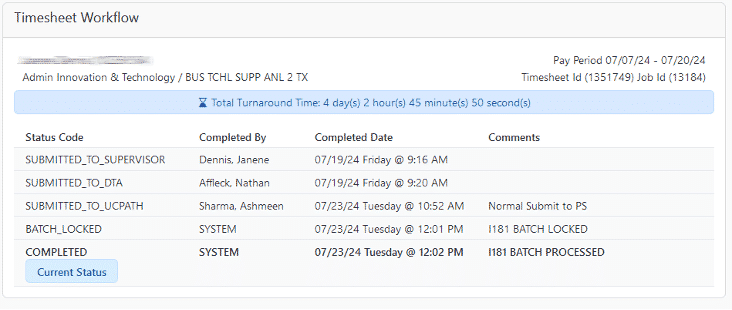 Timesheet Workflow
Pay Period 07/07/24 - 07/20/24
Admin Innovation & Technology / BUS TCHL SUPP ANL 2 TX
Timesheet Id (1351749) Job Id (13184)
Total Turnaround Time: 4 day(s) 2 hour(s) 45 minute(s) 50 second(s)
Status Code Completed By Completed Date Comments
SUBMITTED_TO_SUPERVISOR Dennis, Janene 07/19/24 Friday @ 9:16 AM
SUBMITTED_TO_DTA Affleck, Nathan 07/19/24 Friday @ 9:20 AM
SUBMITTED_TO_UCPATH Sharma, Ashmeen 07/23/24 Tuesday @ 10:52 AM Normal Submit to PS
BATCH_LOCKED SYSTEM 07/23/24 Tuesday @ 12:01 PM I181 BATCH LOCKED
COMPLETED SYSTEM 07/23/24 Tuesday @ 12:02 PM I181 BATCH PROCESSED
Current Status